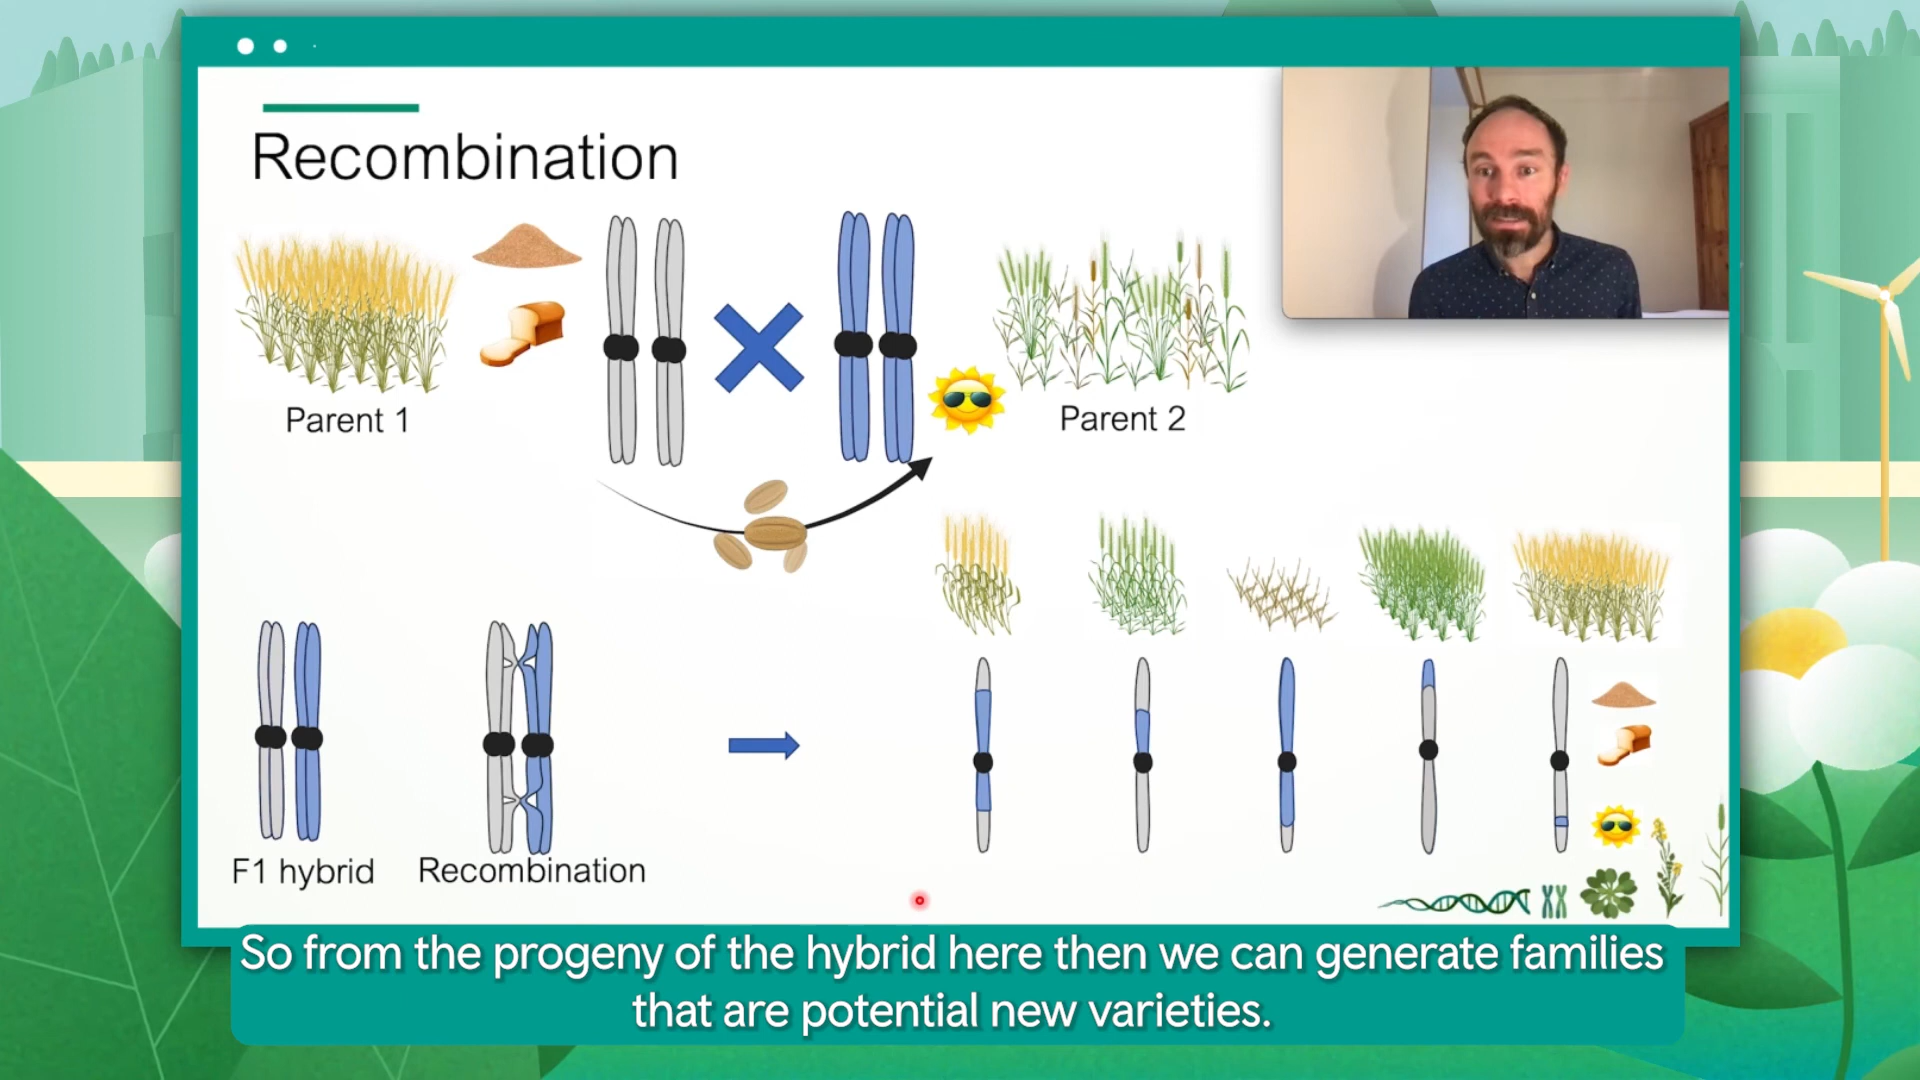 Recombination
Parent 1
Parent 2
F1 hybrid
Recombination
So from the progeny of the hybrid here then we can generate families
that are potential new varieties.